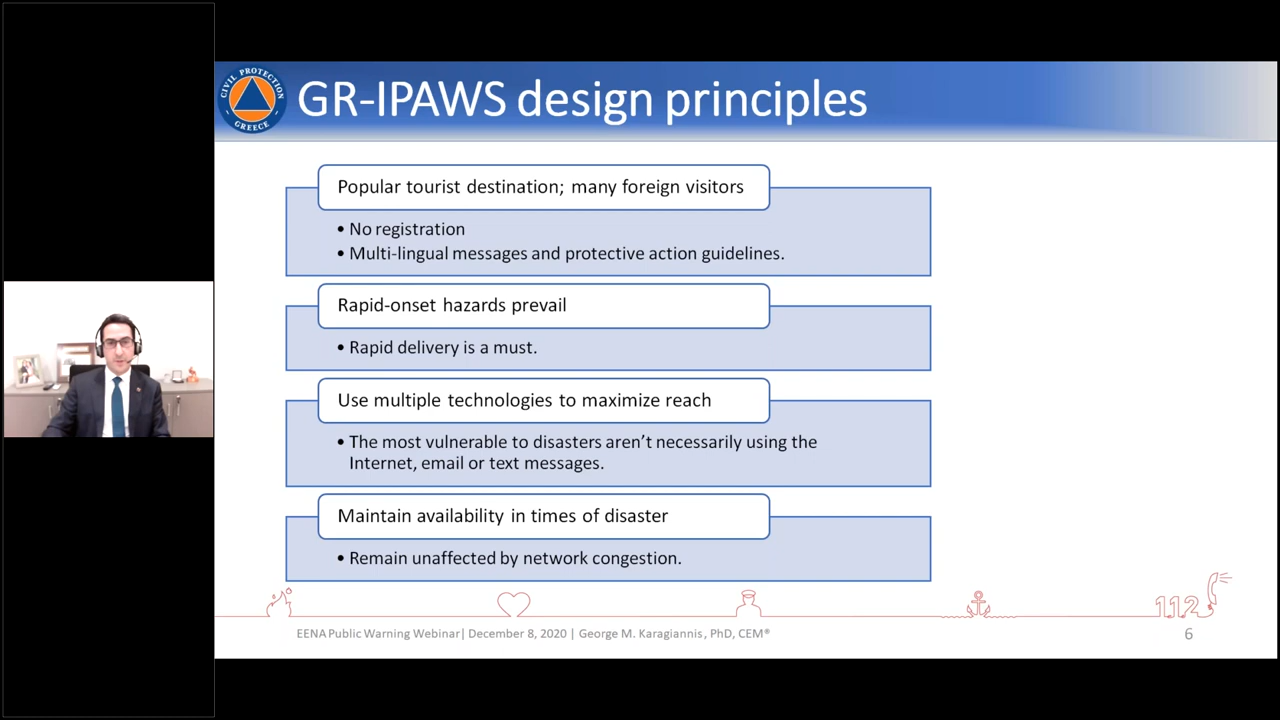 CIVIL PROTECTION
GREECE
GR-IPAWS design principles
Popular tourist destination; many foreign visitors
• No registration
• Multi-lingual messages and protective action guidelines.
Rapid-onset hazards prevail
• Rapid delivery is a must.
Use multiple technologies to maximize reach
• The most vulnerable to disasters aren’t necessarily using the
Internet, email or text messages.
Maintain availability in times of disaster
• Remain unaffected by network congestion.
112
EENA Public Warning Webinar| December 8, 2020 | George M. Karagiannis, PhD, CEM®
6